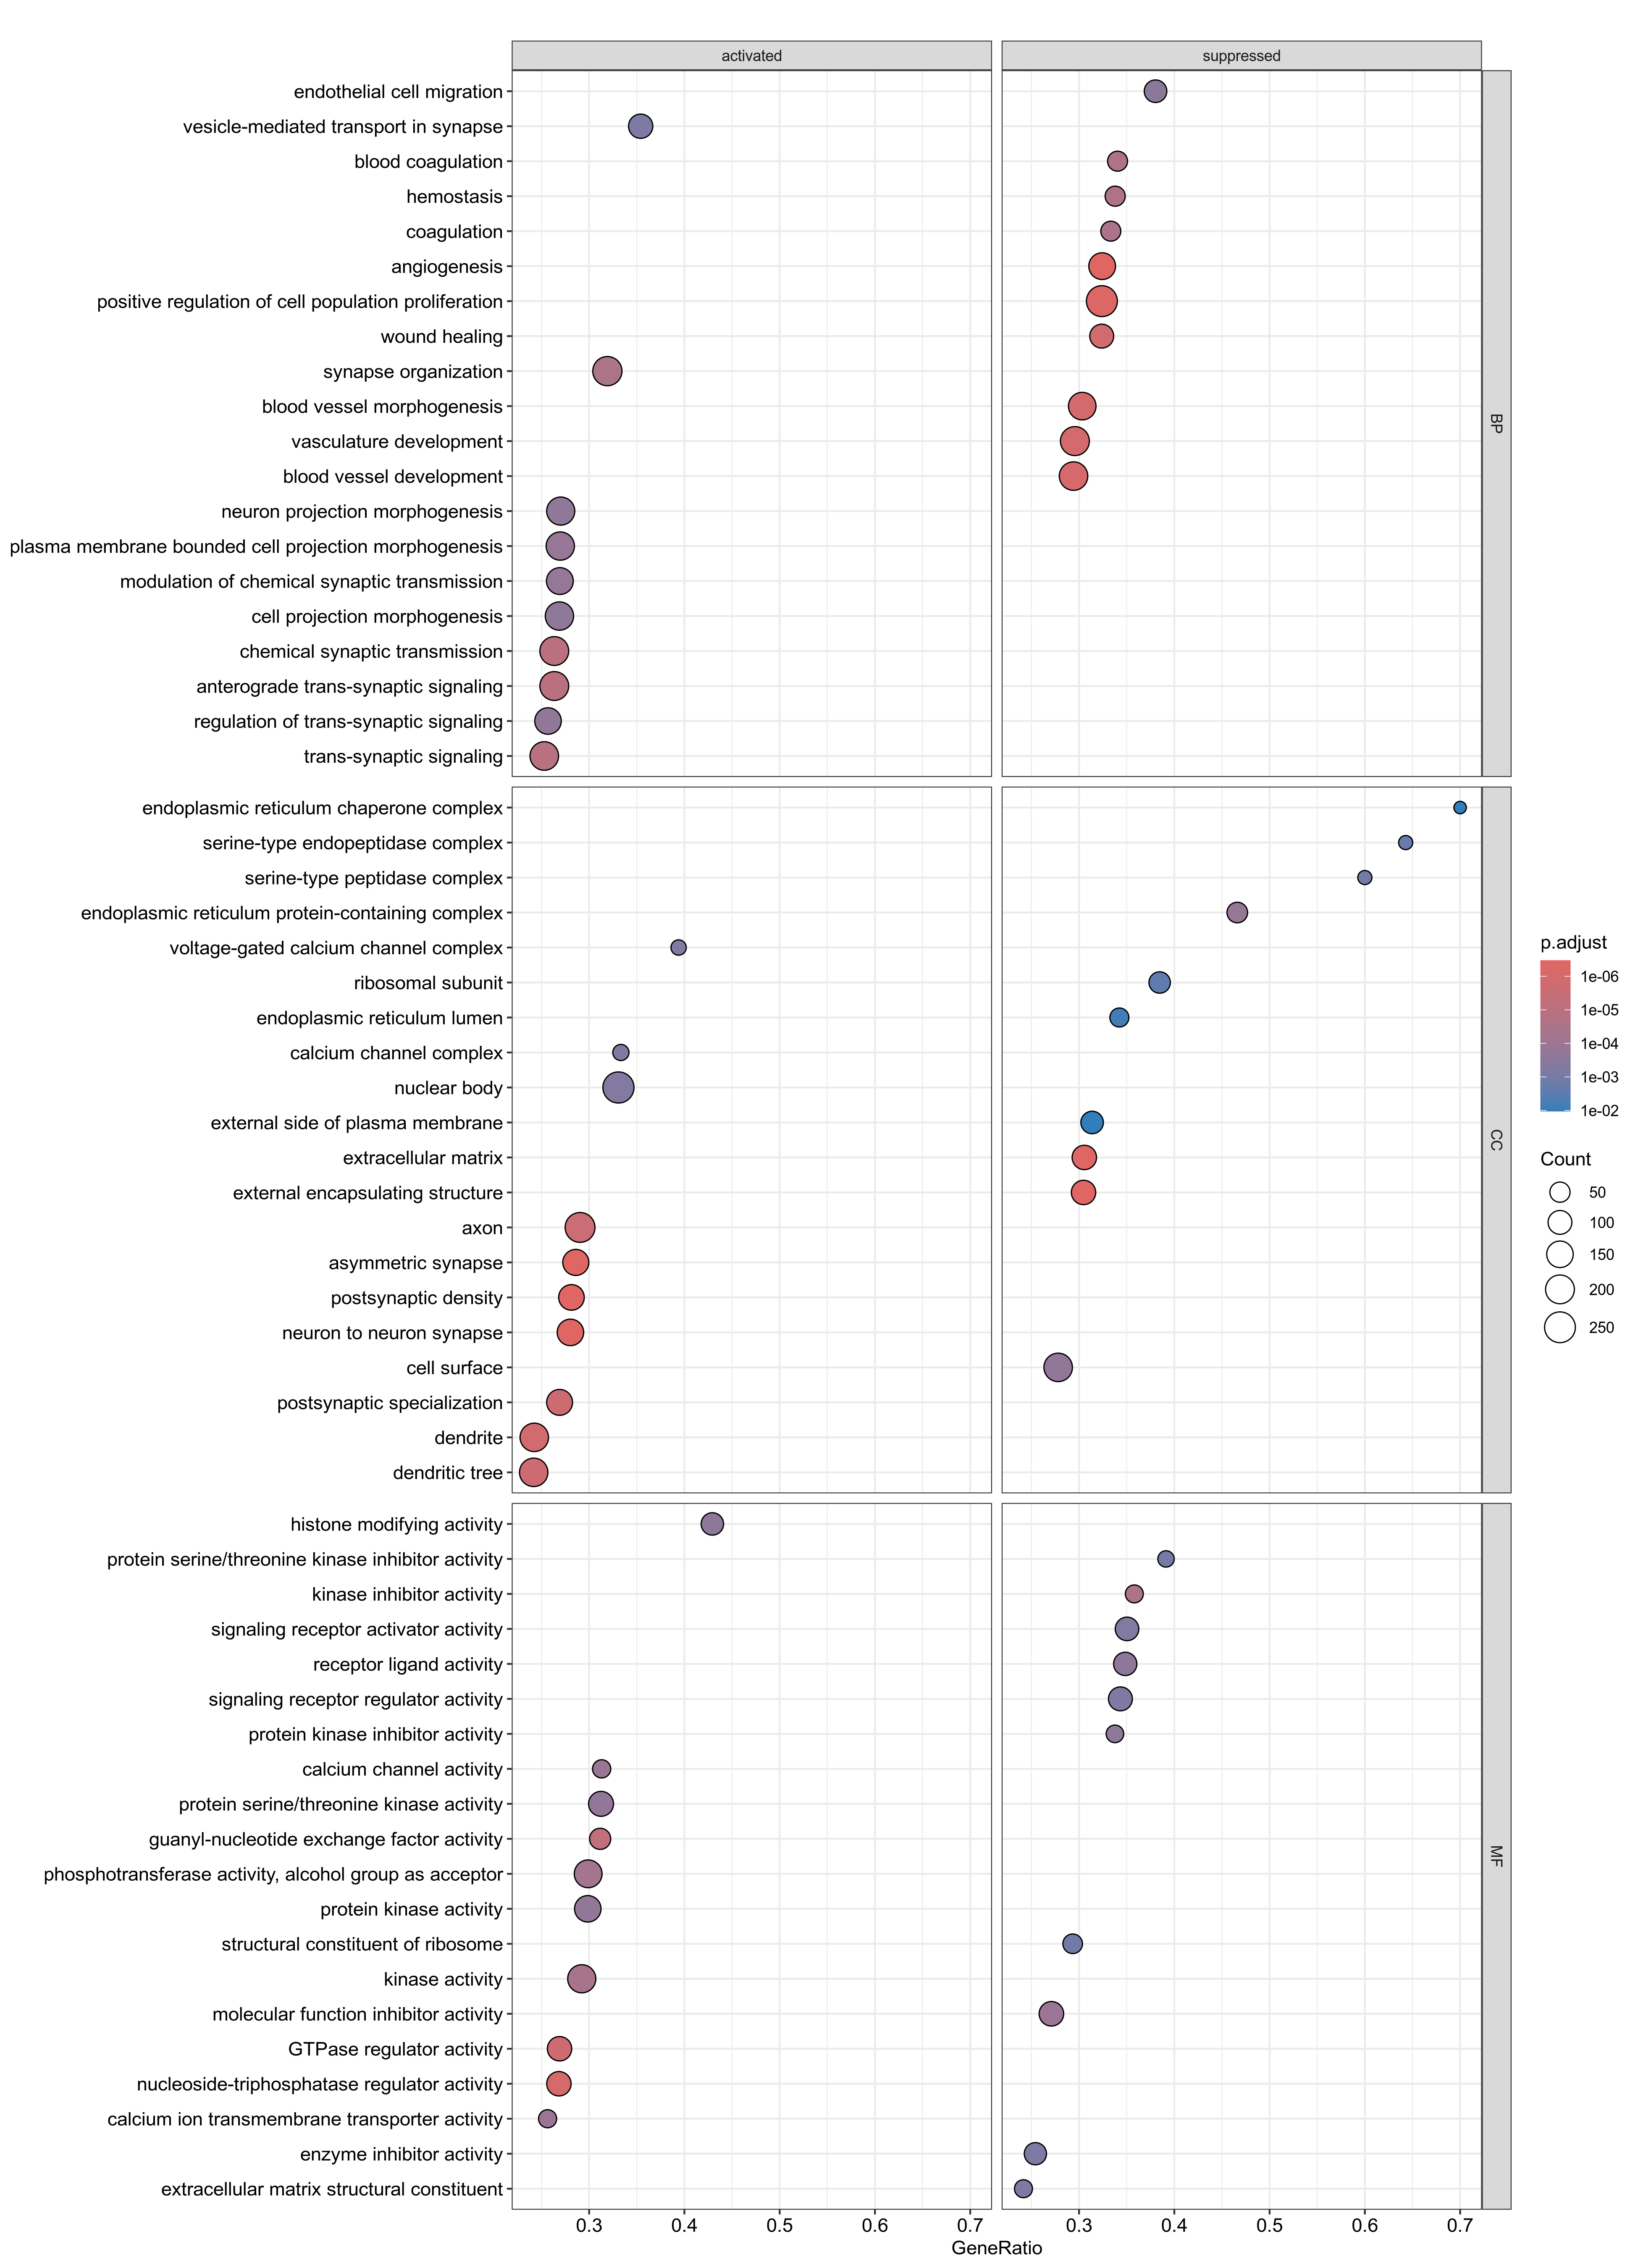 activated
suppressed
endothelial cell migration
vesicle-mediated transport in synapse
blood coagulation
hemostasis
coagulation
angiogenesis
positive regulation of cell population proliferation
wound healing
synapse organization
blood vessel morphogenesis
vasculature development
blood vessel development
neuron projection morphogenesis
plasma membrane bounded cell projection morphogenesis
modulation of chemical synaptic transmission
cell projection morphogenesis
chemical synaptic transmission
anterograde trans-synaptic signaling
regulation of trans-synaptic signaling
trans-synaptic signaling
BP
endoplasmic reticulum chaperone complex
serine-type endopeptidase complex
serine-type peptidase complex
endoplasmic reticulum protein-containing complex
voltage-gated calcium channel complex
ribosomal subunit
endoplasmic reticulum lumen
calcium channel complex
nuclear body
external side of plasma membrane
extracellular matrix
external encapsulating structure
axon
asymmetric synapse
postsynaptic density
neuron to neuron synapse
cell surface
postsynaptic specialization
dendrite
dendritic tree
CC
histone modifying activity
protein serine/threonine kinase inhibitor activity
kinase inhibitor activity
signaling receptor activator activity
receptor ligand activity
signaling receptor regulator activity
protein kinase inhibitor activity
calcium channel activity
protein serine/threonine kinase activity
guanyl-nucleotide exchange factor activity
phosphotransferase activity, alcohol group as acceptor
protein kinase activity
structural constituent of ribosome
kinase activity
molecular function inhibitor activity
GTPase regulator activity
nucleoside-triphosphatase regulator activity
calcium ion transmembrane transporter activity
enzyme inhibitor activity
extracellular matrix structural constituent
MF
0.3 0.4 0.5 0.6 0.7
0.3 0.4 0.5 0.6 0.7
GeneRatio
p.adjust
1e-06
1e-05
1e-04
1e-03
1e-02
Count
50
100
150
200
250